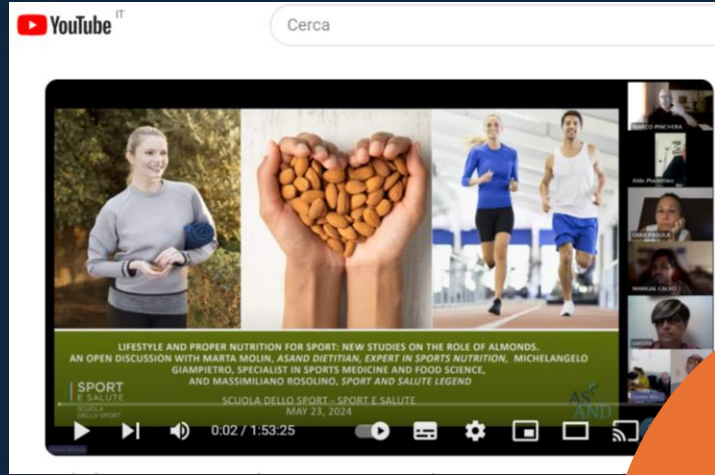 YouTube IT
Cerca
MARCO PINCHERA
SARA FARULA
MANGAL CALVO
LIFESTYLE AND PROPER NUTRITION FOR SPORT: NEW STUDIES ON THE ROLE OF ALMONDS.
AN OPEN DISCUSSION WITH MARTA MOLIN, ASAND DIETITIAN, EXPERT IN SPORTS NUTRITION, MICHELANGELO
GIAMPIETRO, SPECIALIST IN SPORTS MEDICINE AND FOOD SCIENCE,
AND MASSIMILIANO ROSOLINO, SPORT AND SALUTE LEGEND
SPORT
E SALUTE
SCUOLA
DELLO SPORT
SCUOLA DELLO SPORT - SPORT E SALUTE
MAY 23, 2024
AS
AND
0:02 / 1:53:25